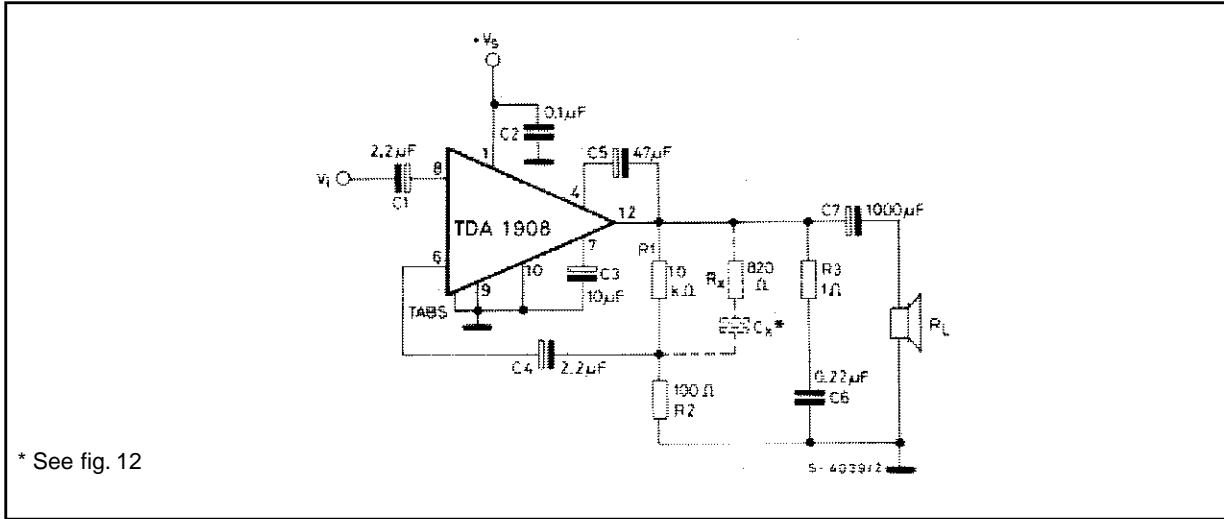 +Vs
0.1µF
C2
2.2µF
1
C5
47µF
8
4
Vi
C1
C7
1000µF
12
TDA 1908
7
R1
6
10
C3
10
kΩ
Rx
820
Ω
R3
1Ω
9
10µF
Cx*
RL
TABS
C4
2.2µF
0.22µF
100Ω
C6
R2
* See fig. 12
S-4039/2